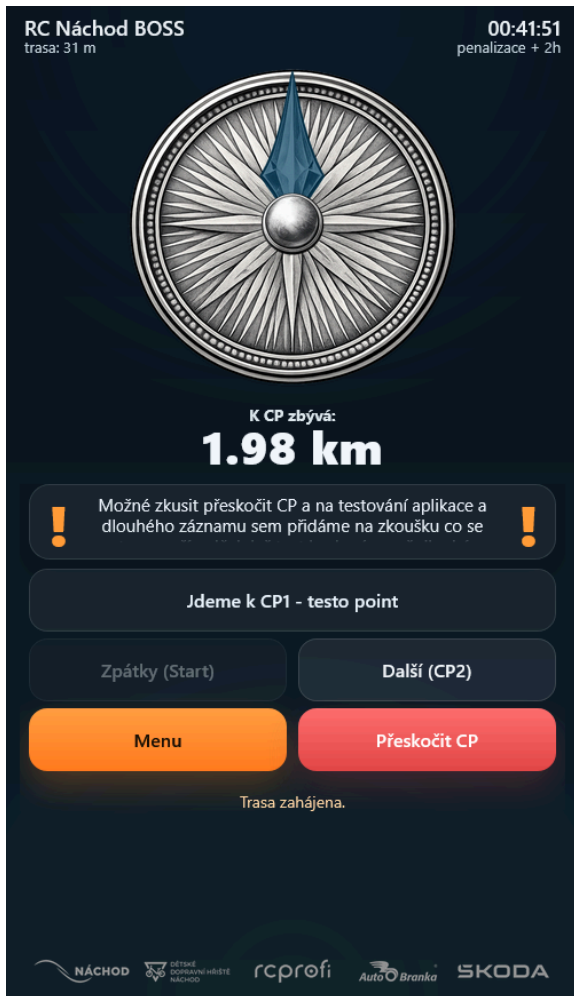 RC Náchod BOSS
00:41:51
trasa: 31 m
penalizace + 2h
K CP zbývá:
1.98 km
! Možné zkusit přeskočit CP a na testování aplikace a !
dlouhého záznamu sem přidáme na zkoušku co se
Jdeme k CP1 - testo point
Zpátky (Start)
Další (CP2)
Menu
Přeskočit CP
Trasa zahájena.
NÁCHOD
DĚTSKÉ
DOPRAVNÍ HŘIŠTĚ
NÁCHOD
rcprofi
Auto Branka
ŠKODA